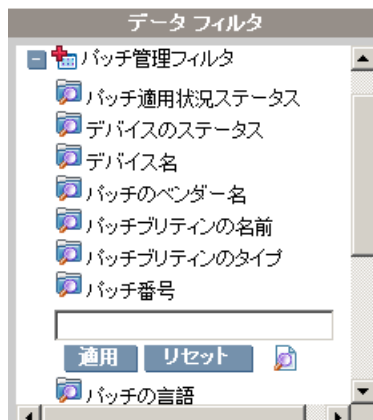 データ フィルタ
パッチ管理フィルタ
パッチ適用状況ステータス
デバイスのステータス
デバイス名
パッチのベンダー名
パッチブリティンの名前
パッチブリティンのタイプ
パッチ番号
適用 リセット
パッチの言語